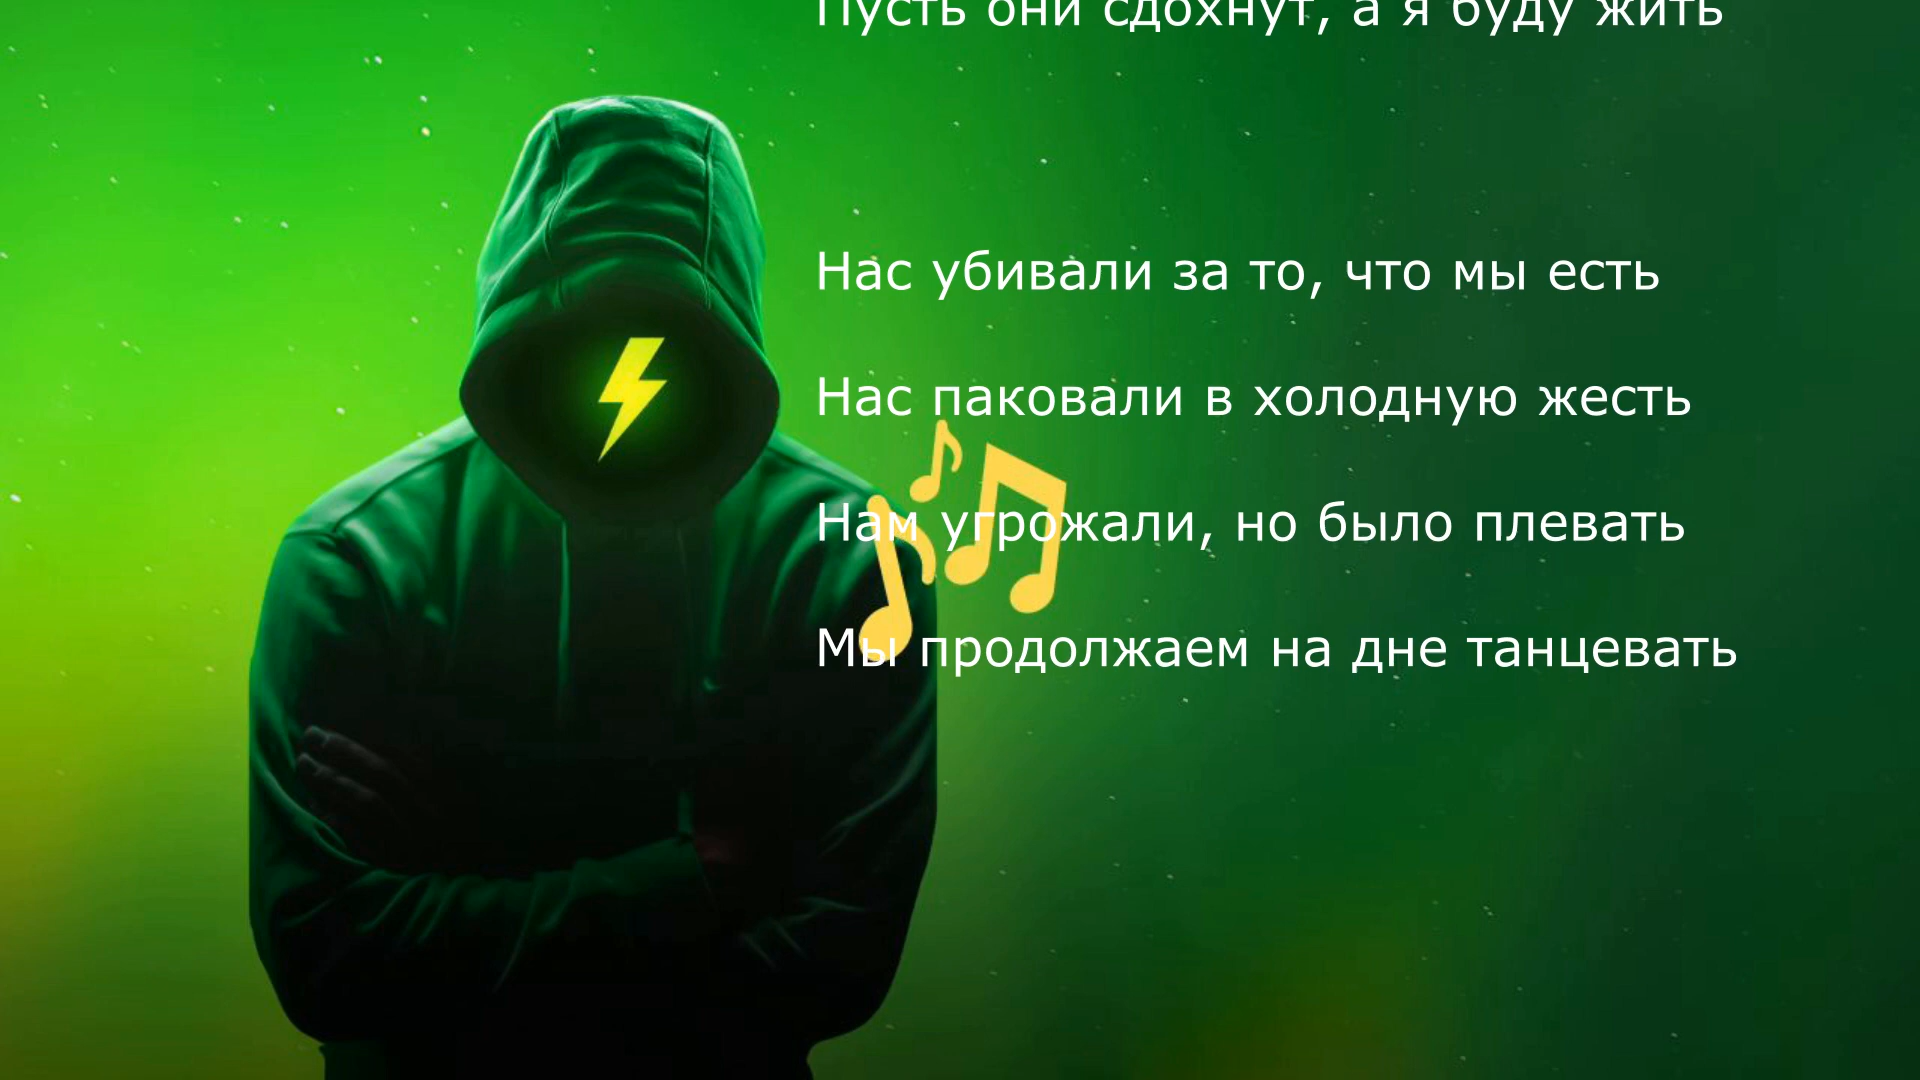 Пусть они сдохнут, а я буду жить
Нас убивали за то, что мы есть
Нас паковали в холодную жесть
Нам угрожали, но было плевать
Мы продолжаем на дне танцевать